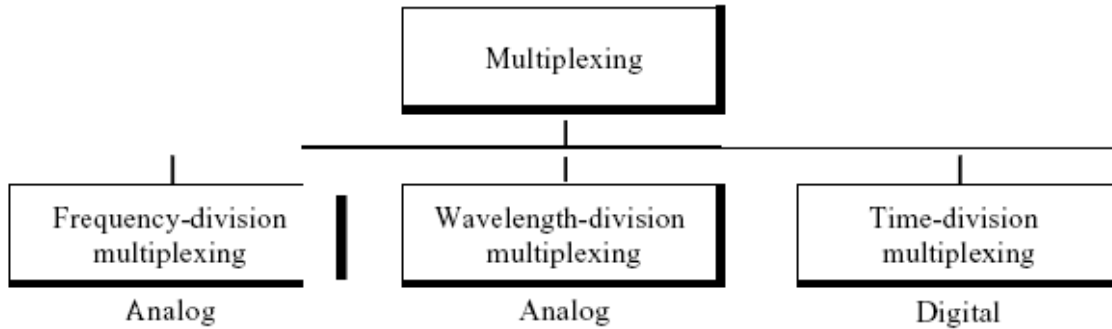 Multiplexing
Frequency-division
multiplexing
Wavelength-division
multiplexing
Time-division
multiplexing
Analog
Analog
Digital